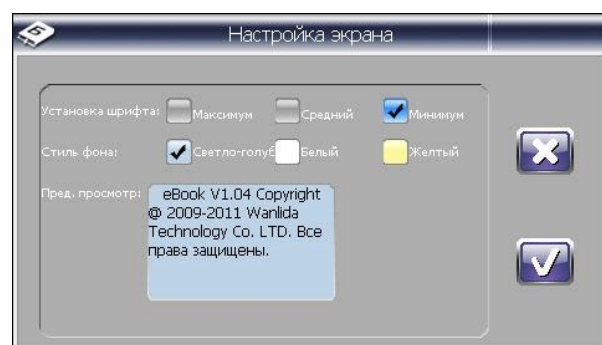 Настройка экрана
Установка шрифта: Максимум Средний Минимум
Стиль фона: Светло-голуб Белый Желтый
Пред. просмотр:
eBook V1.04 Copyright
@ 2009-2011 Wanlida
Technology Co. LTD. Все
права защищены.